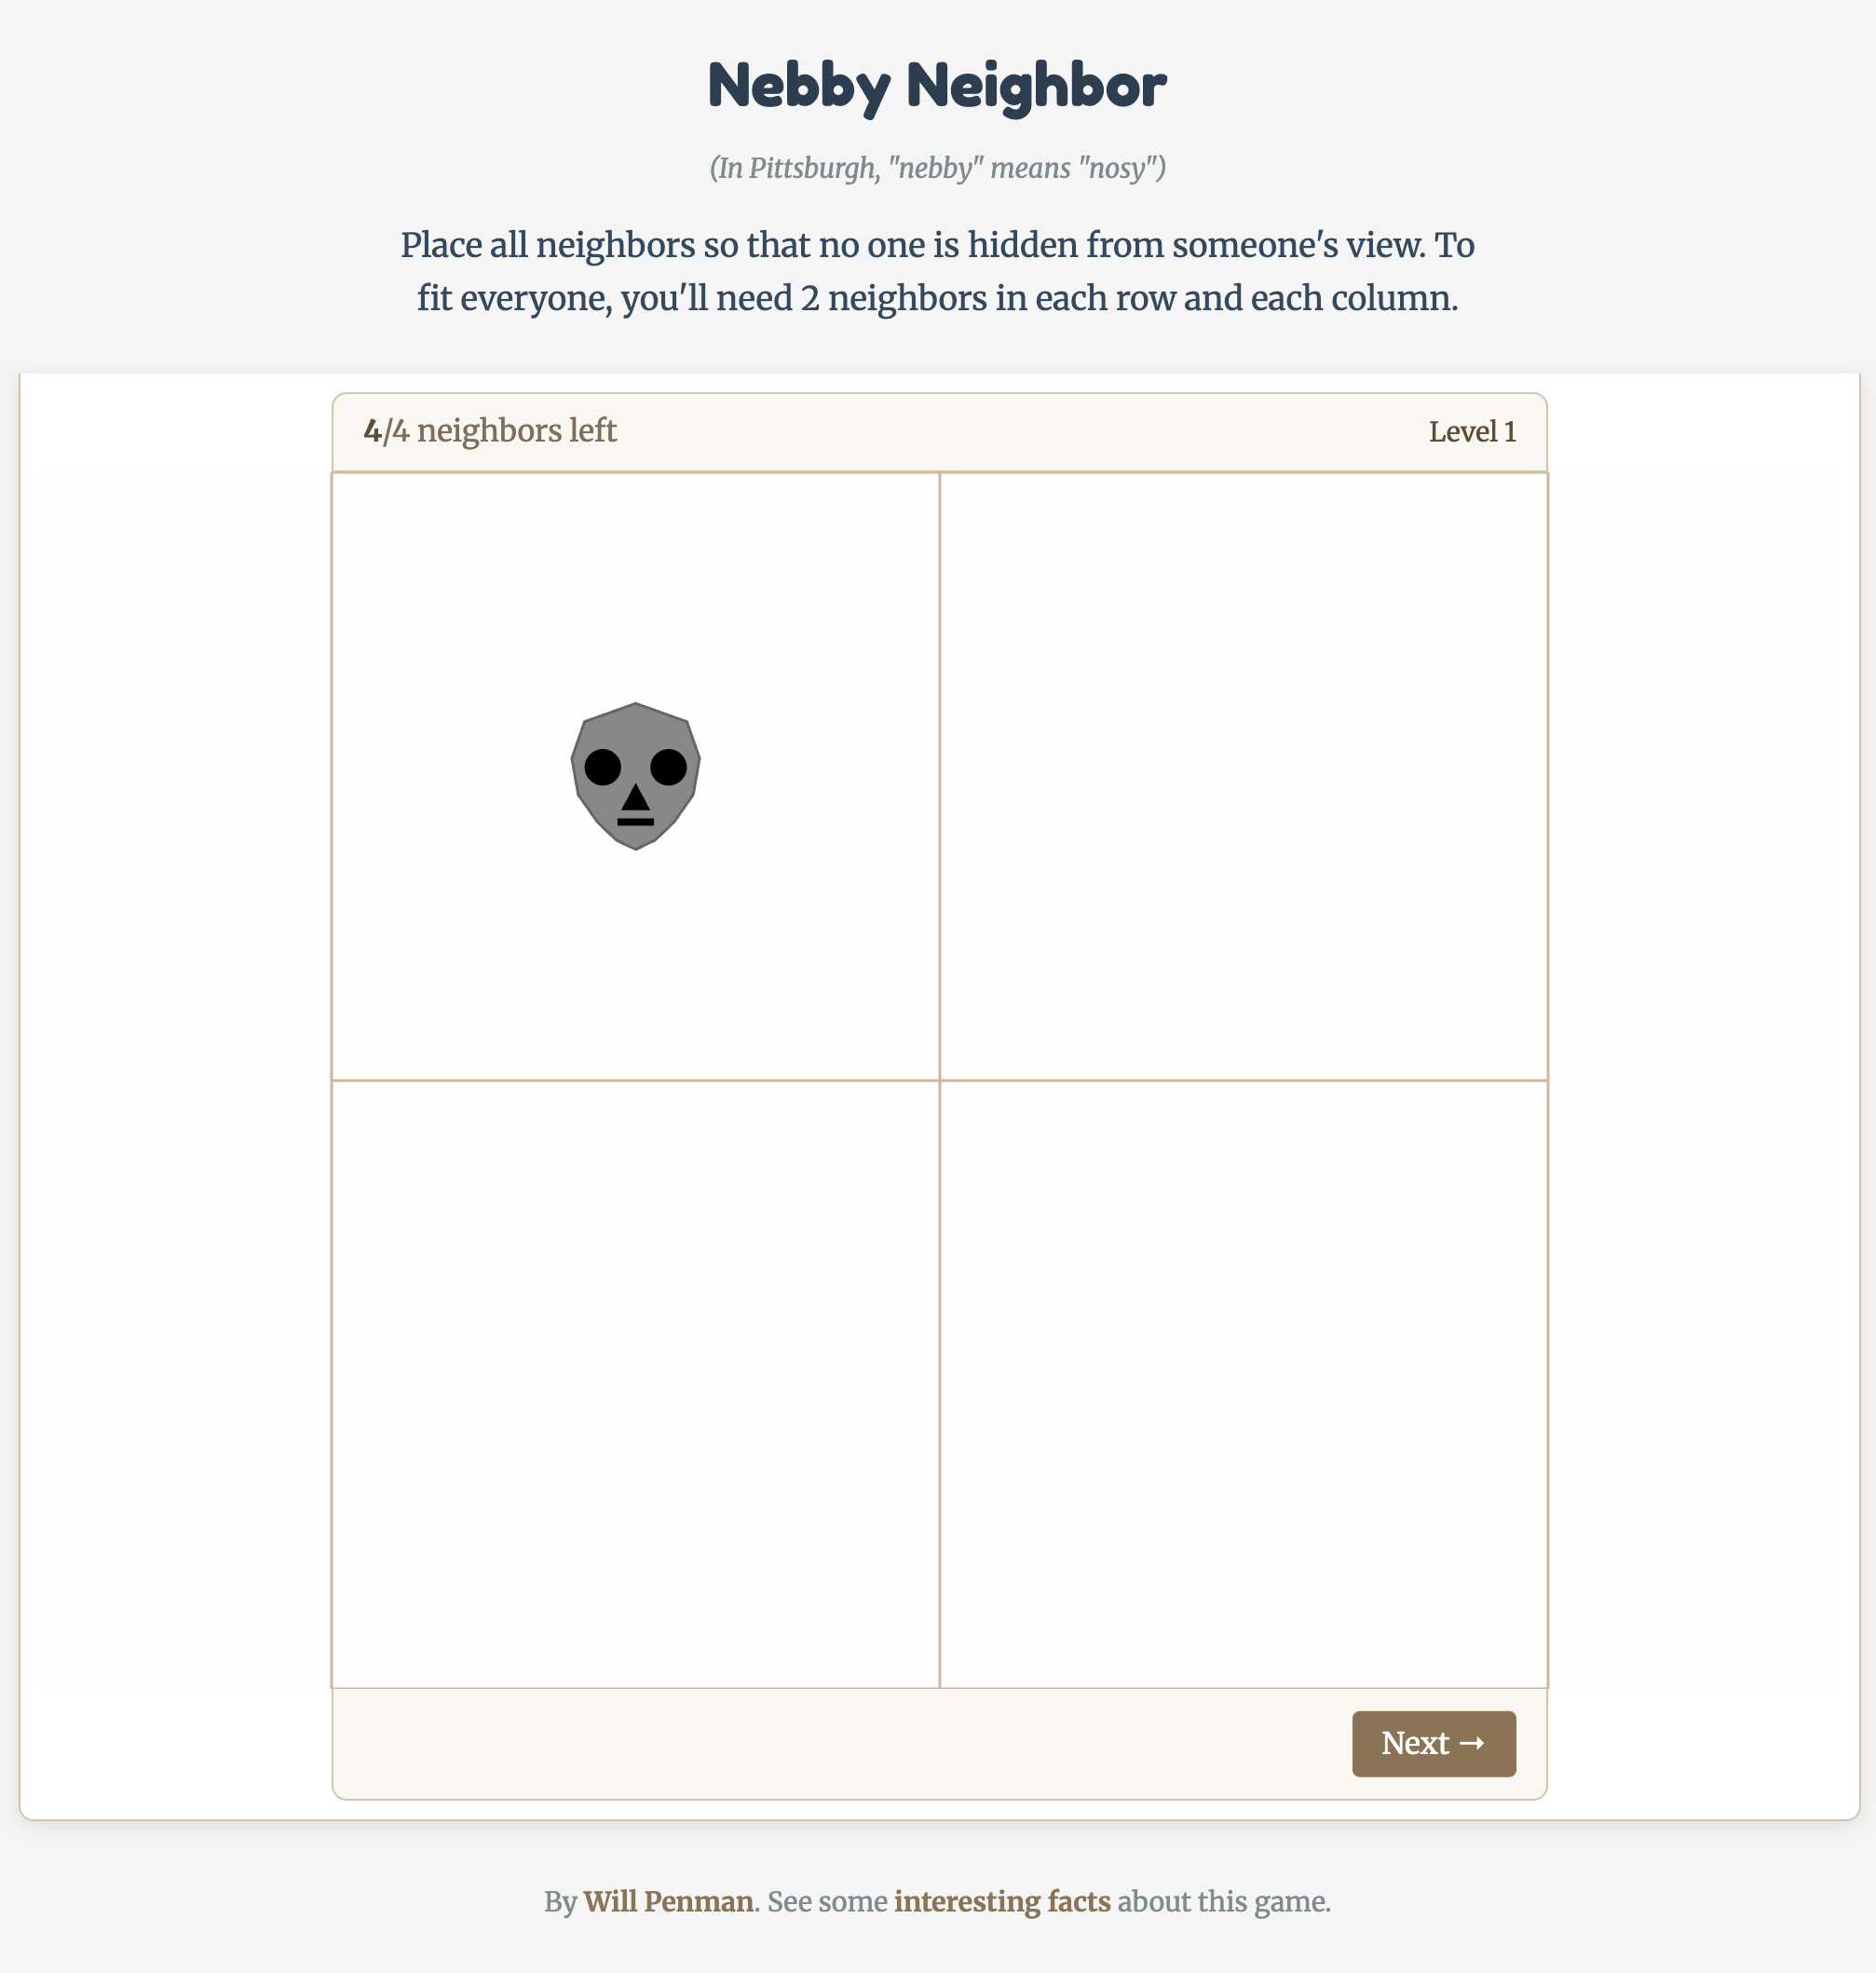 Nebby Neighbor
(In Pittsburgh, "nebby" means "nosy")
Place all neighbors so that no one is hidden from someone's view. To
fit everyone, you'll need 2 neighbors in each row and each column.
4/4 neighbors left
Level 1
Next →
By Will Penman. See some interesting facts about this game.